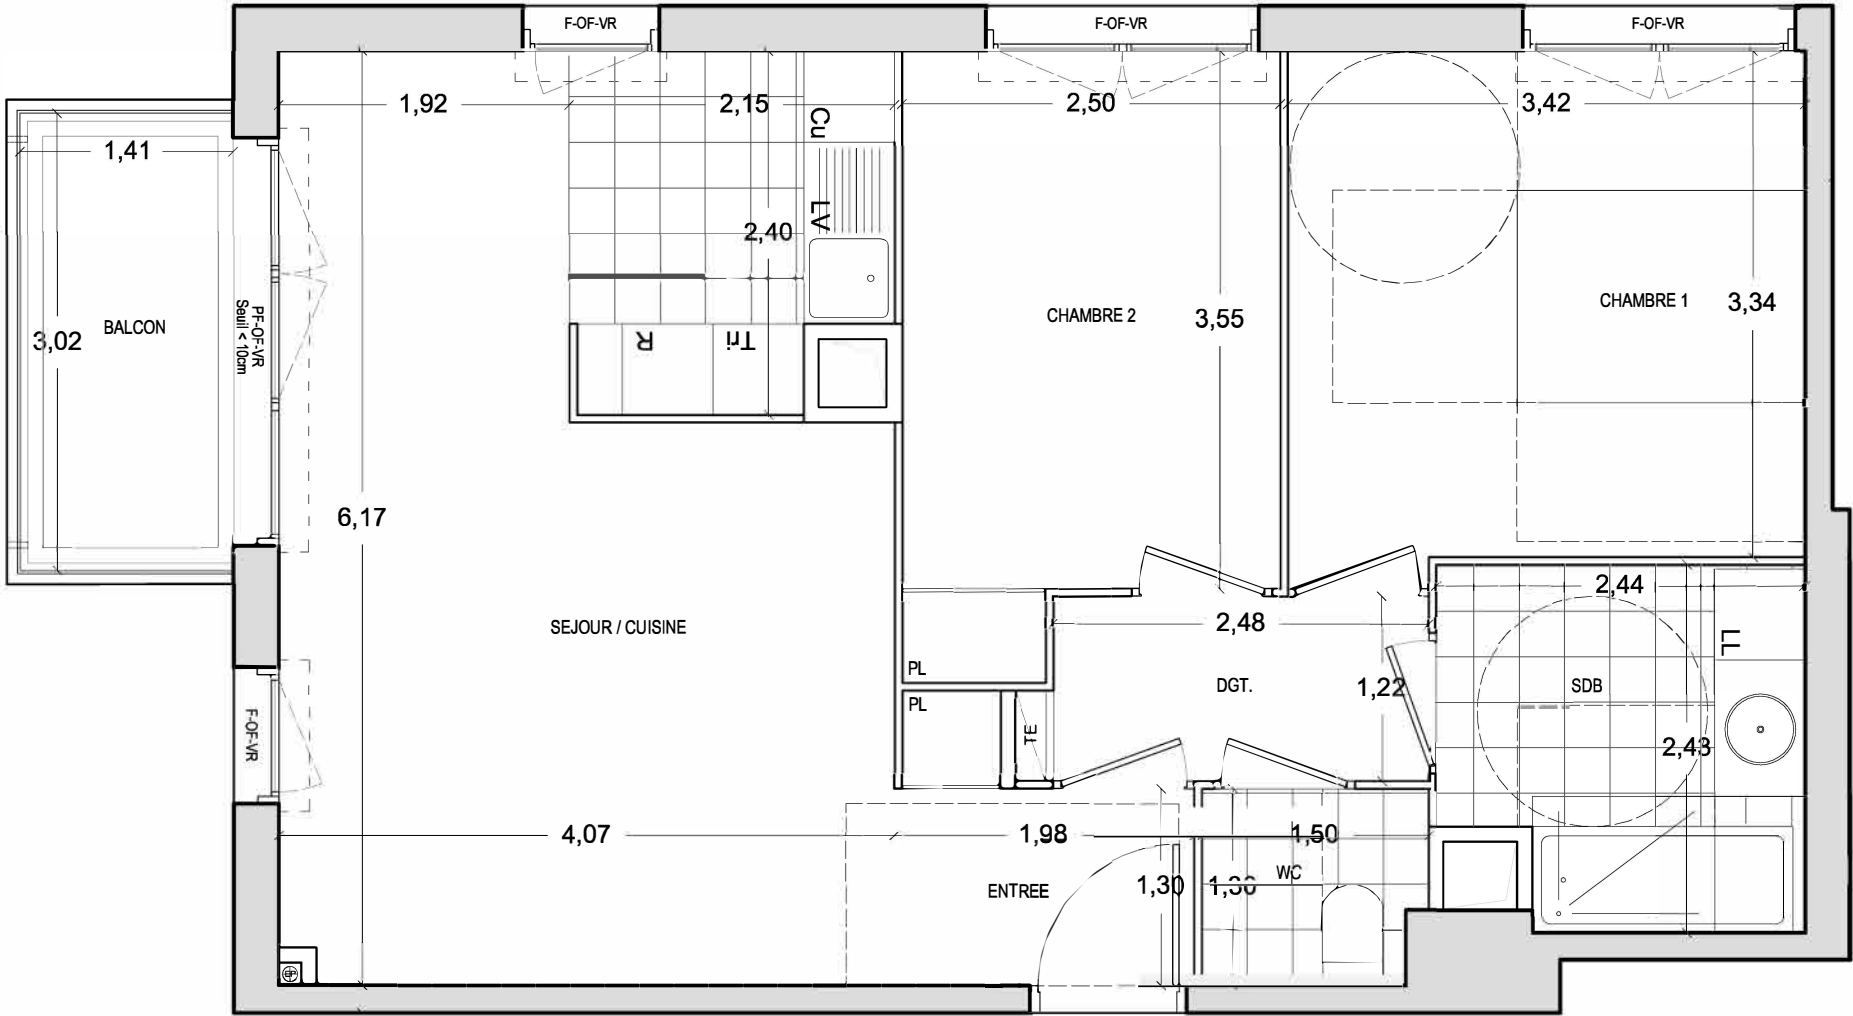 F-OF-VR
F-OF-VR
F-OF-VR
1,92
2,15
2,50
3,42
Cu
1,41
LV
2,40
BALCON
3,02
PF-OF-VR
Seuil < 10cm
R
Tri
CHAMBRE 2
3,55
CHAMBRE 1
3,34
6,17
SEJOUR / CUISINE
2,48
2,44
LL
PL
DGT.
1,22
SDB
PL
TE
F-OF-VR
2,43
4,07
1,98
1,50
ENTREE
1,30
1,36
WC